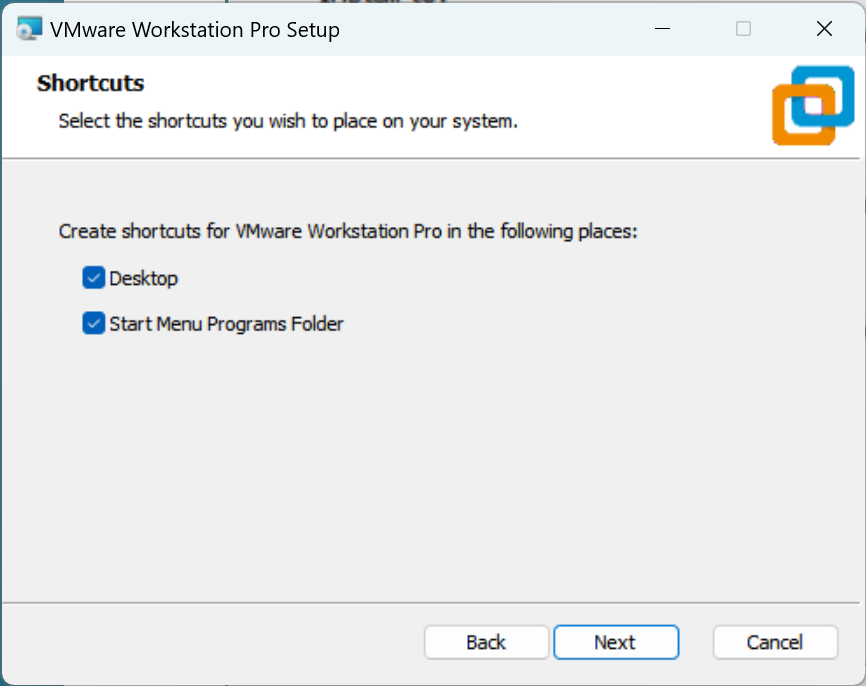 VMware Workstation Pro Setup
Shortcuts
Select the shortcuts you wish to place on your system.
Create shortcuts for VMware Workstation Pro in the following places:
Desktop
Start Menu Programs Folder
Back
Next
Cancel